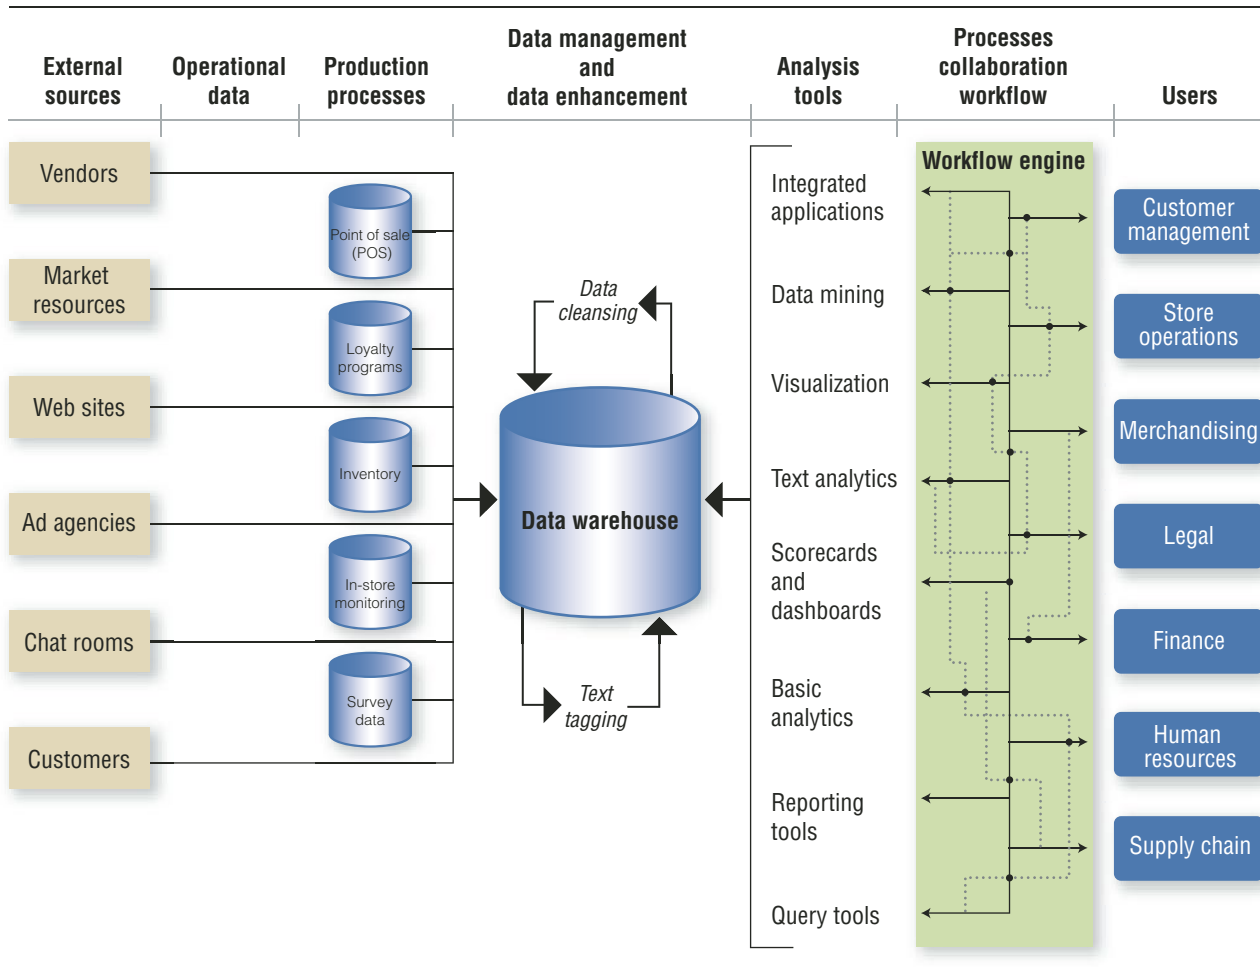 External
sources
Operational
data
Production
processes
Data management
and
data enhancement
Analysis
tools
Processes
collaboration
workflow
Users
Vendors
Market
resources
Web sites
Ad agencies
Chat rooms
Customers
Point of sale
(POS)
Loyalty
programs
Inventory
In-store
monitoring
Survey
data
Data
cleansing
Data warehouse
Text
tagging
Integrated
applications
Data mining
Visualization
Text analytics
Scorecards
and
dashboards
Basic
analytics
Reporting
tools
Query tools
Workflow engine
Customer
management
Store
operations
Merchandising
Legal
Finance
Human
resources
Supply chain